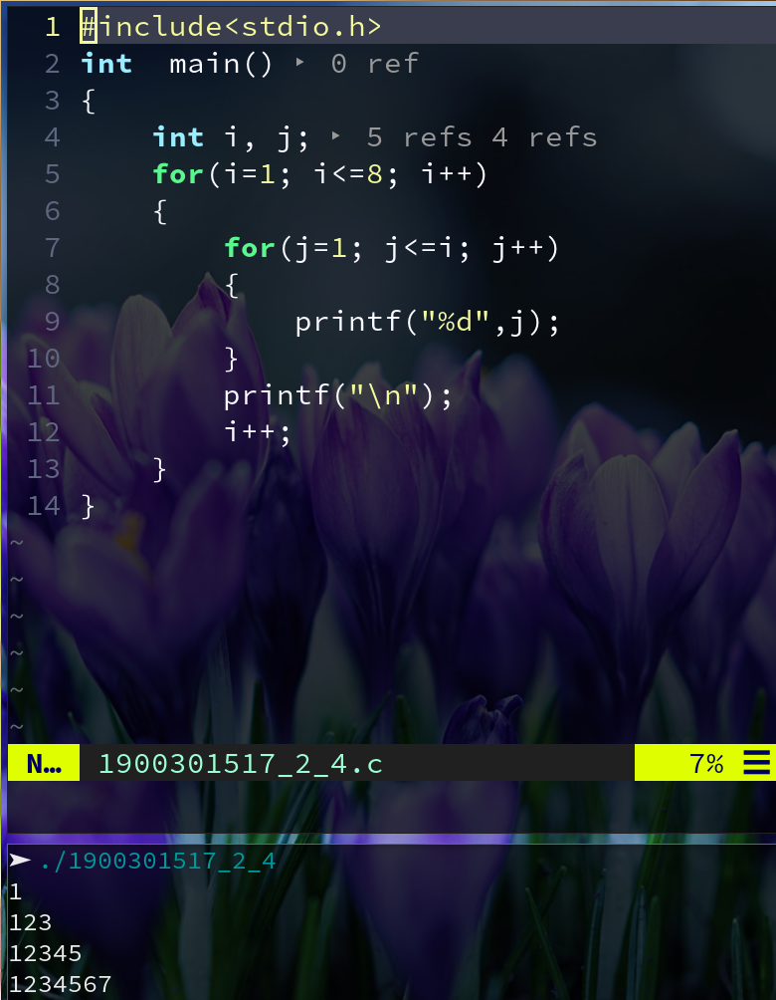 1 #include<stdio.h>
2 int  main() ‣ 0 ref
3 {
4     int i, j; ‣ 5 refs 4 refs
5     for(i=1; i<=8; i++)
6     {
7         for(j=1; j<=i; j++)
8         {
9             printf("%d",j);
10         }
11         printf("\n");
12         i++;
13     }
14 }
~
~
~
~
~
~
N… 1900301517_2_4.c 7% ☰
➤ ./1900301517_2_4
1
123
12345
1234567